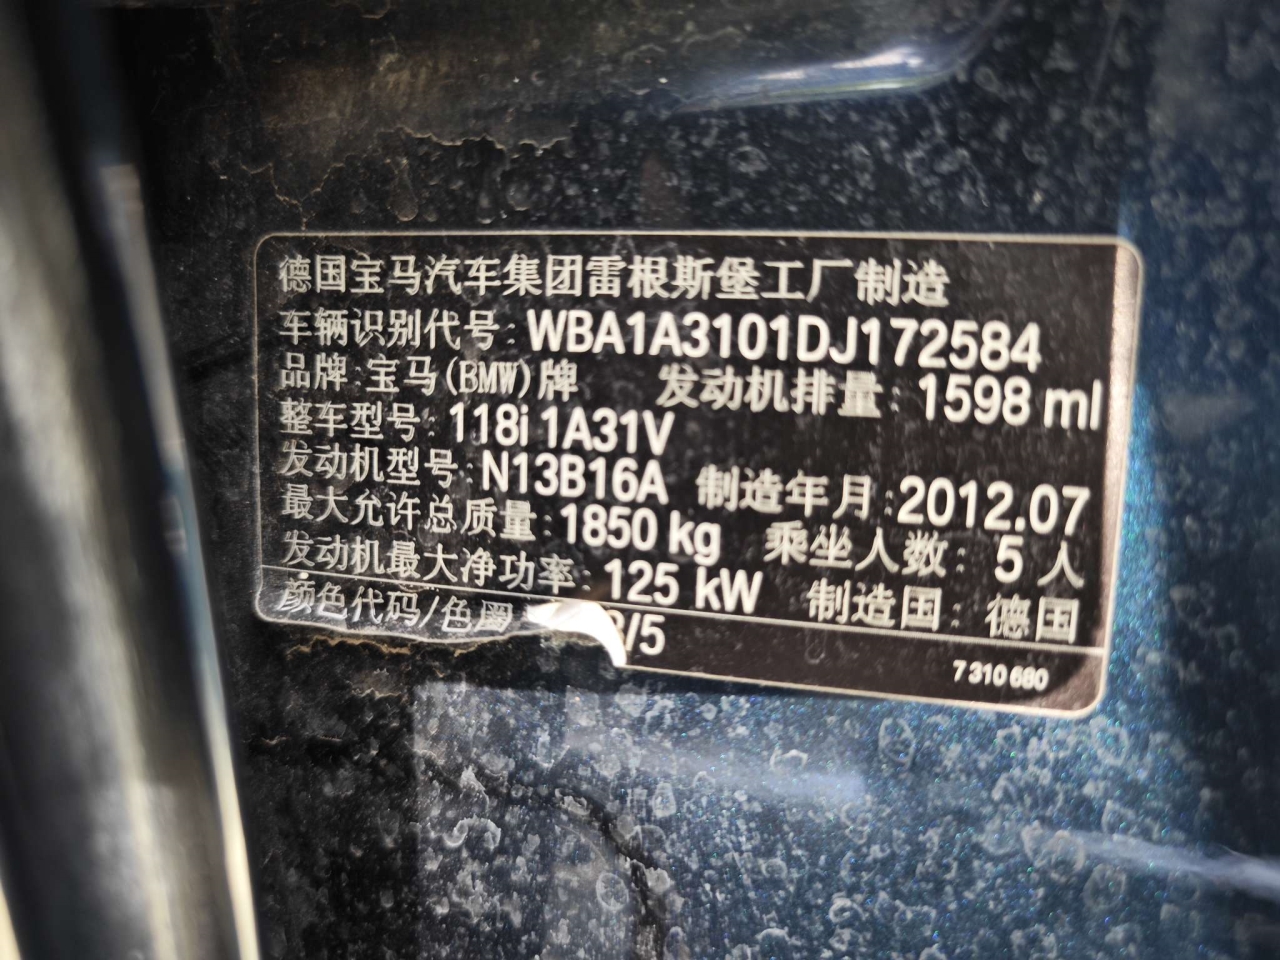 德国宝马汽车集团雷根斯堡工厂制造
车辆识别代号: WBA1A3101DJ172584
品牌:宝马(BMW)牌 发动机排量: 1598 ml
整车型号: 118i 1A31V
发动机型号: N13B16A 制造年月: 2012.07
最大允许总质量: 1850 kg 乘坐人数: 5 人
发动机最大净功率: 125 kW 制造国: 德国
颜色代码/色 /5
7 310 680